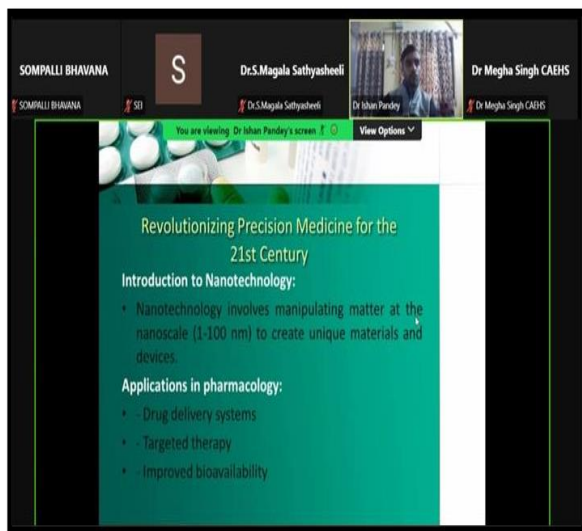 SOMPALLI BHAVANA
S
Dr.S.Magala Sathyasheeli
Dr Megha Singh CAEHS
SOMPALLI BHAVANA
SEI
Dr.S.Magala Sathyasheeli
Dr Ishan Pandey
Dr Megha Singh CAEHS
You are viewing Dr Ishan Pandey's screen
View Options
Revolutionizing Precision Medicine for the
21st Century
Introduction to Nanotechnology:
• Nanotechnology involves manipulating matter at the
nanoscale (1-100 nm) to create unique materials and
devices.
Applications in pharmacology:
• - Drug delivery systems
• - Targeted therapy
• - Improved bioavailability